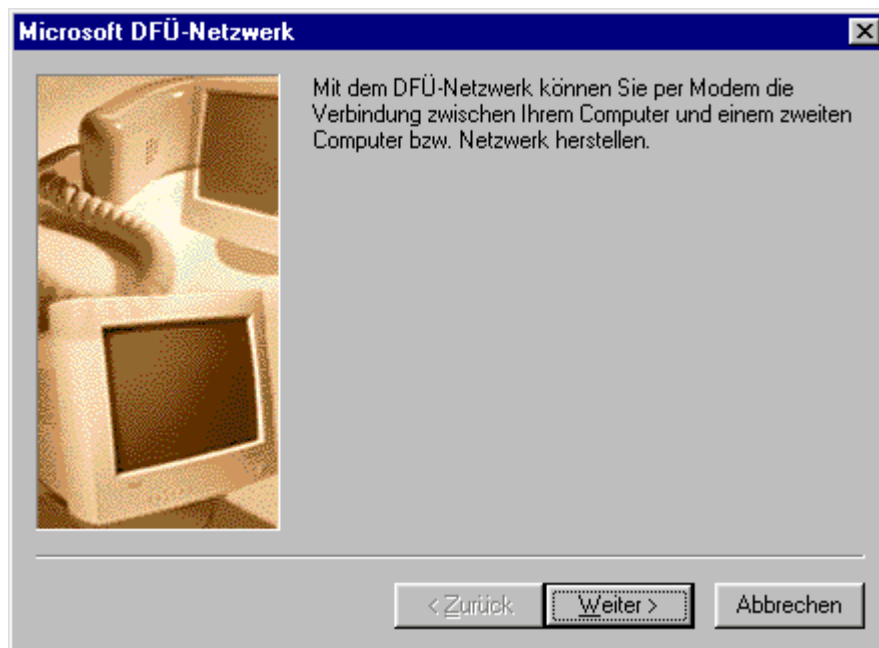 Microsoft DFÜ-Netzwerk
Mit dem DFÜ-Netzwerk können Sie per Modem die
Verbindung zwischen Ihrem Computer und einem zweiten
Computer bzw. Netzwerk herstellen.
< Zurück
Weiter >
Abbrechen